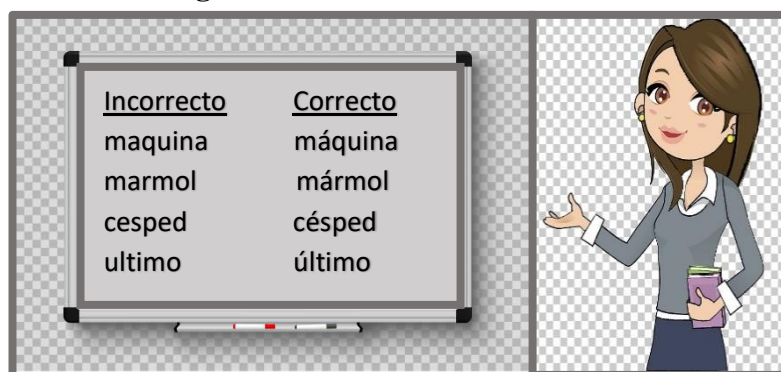 Incorrecto Correcto
maquina máquina
marmol mármol
cesped césped
ultimo último